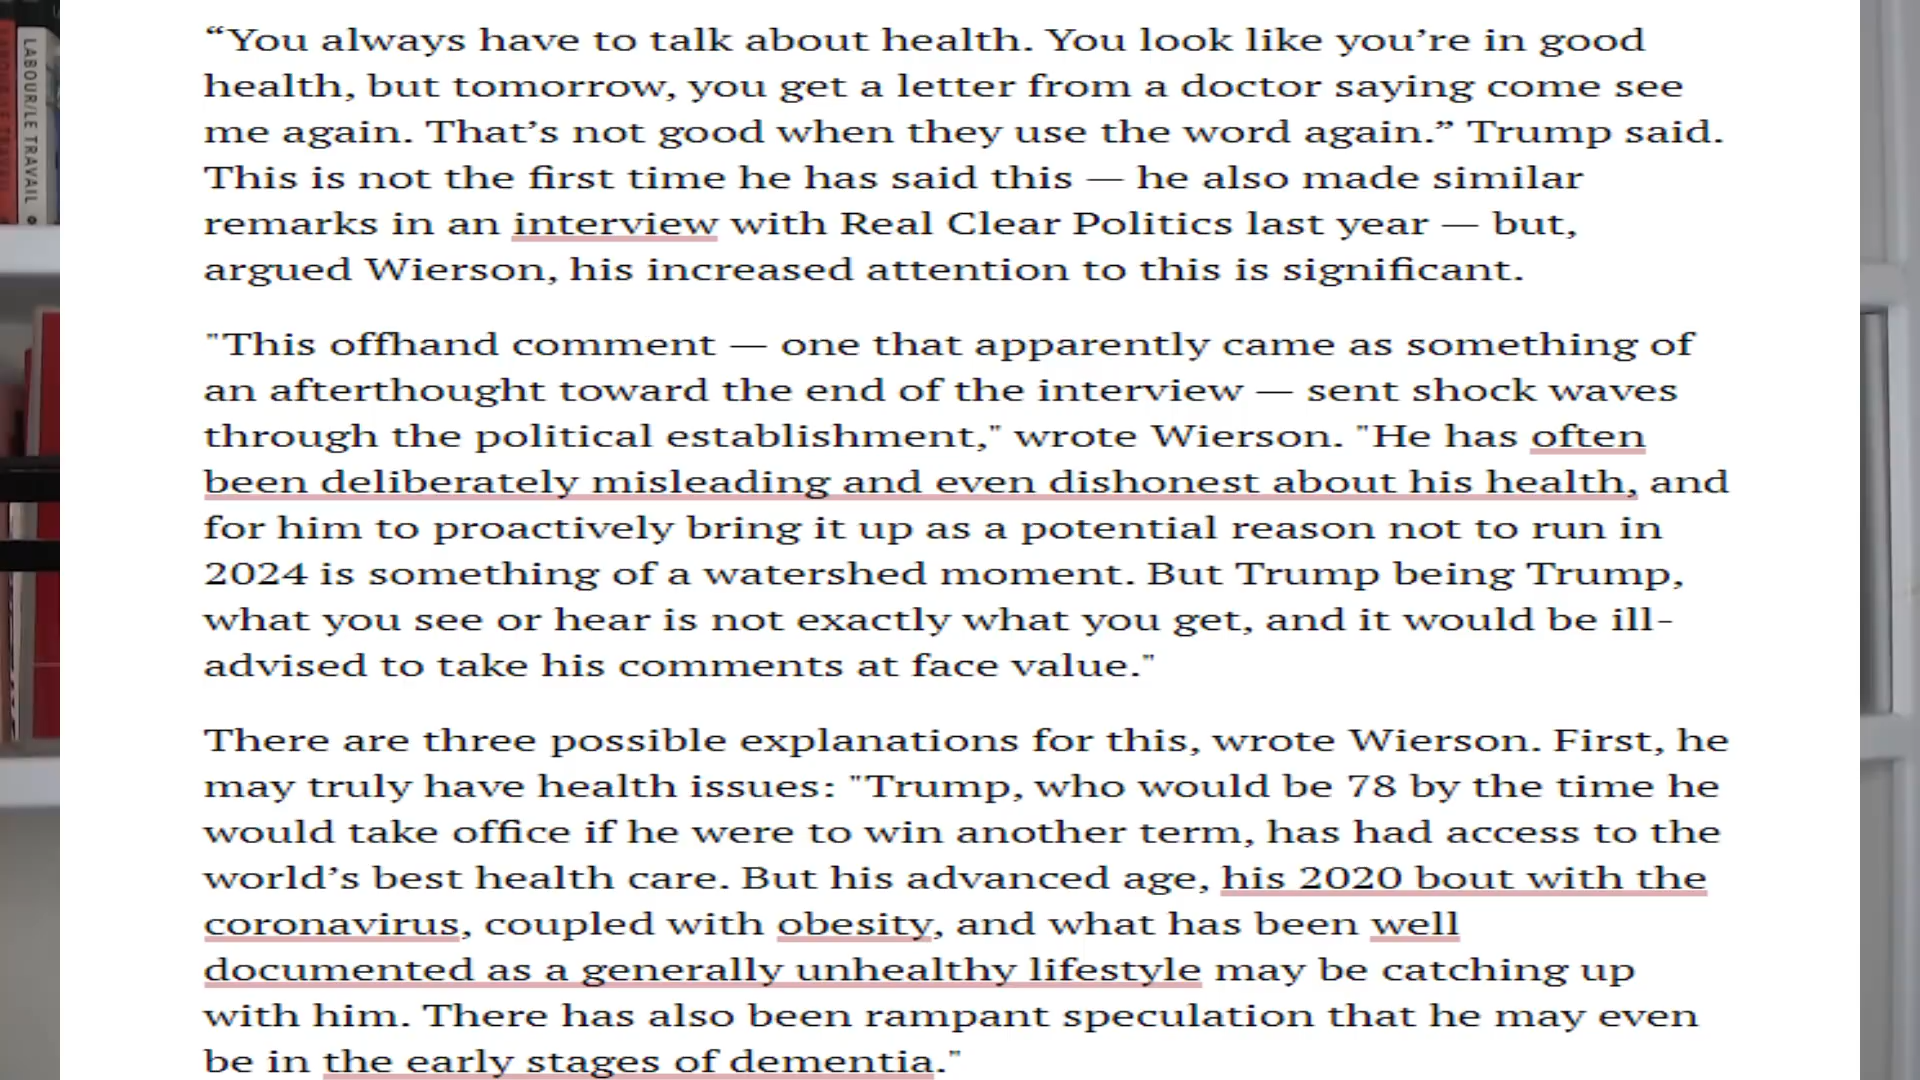 LABOUR/LE TRAVAIL
“You always have to talk about health. You look like you’re in good
health, but tomorrow, you get a letter from a doctor saying come see
me again. That’s not good when they use the word again.” Trump said.
This is not the first time he has said this — he also made similar
remarks in an interview with Real Clear Politics last year — but,
argued Wierson, his increased attention to this is significant.
"This offhand comment — one that apparently came as something of
an afterthought toward the end of the interview — sent shock waves
through the political establishment," wrote Wierson. "He has often
been deliberately misleading and even dishonest about his health, and
for him to proactively bring it up as a potential reason not to run in
2024 is something of a watershed moment. But Trump being Trump,
what you see or hear is not exactly what you get, and it would be ill-
advised to take his comments at face value."
There are three possible explanations for this, wrote Wierson. First, he
may truly have health issues: "Trump, who would be 78 by the time he
would take office if he were to win another term, has had access to the
world’s best health care. But his advanced age, his 2020 bout with the
coronavirus, coupled with obesity, and what has been well
documented as a generally unhealthy lifestyle may be catching up
with him. There has also been rampant speculation that he may even
be in the early stages of dementia."